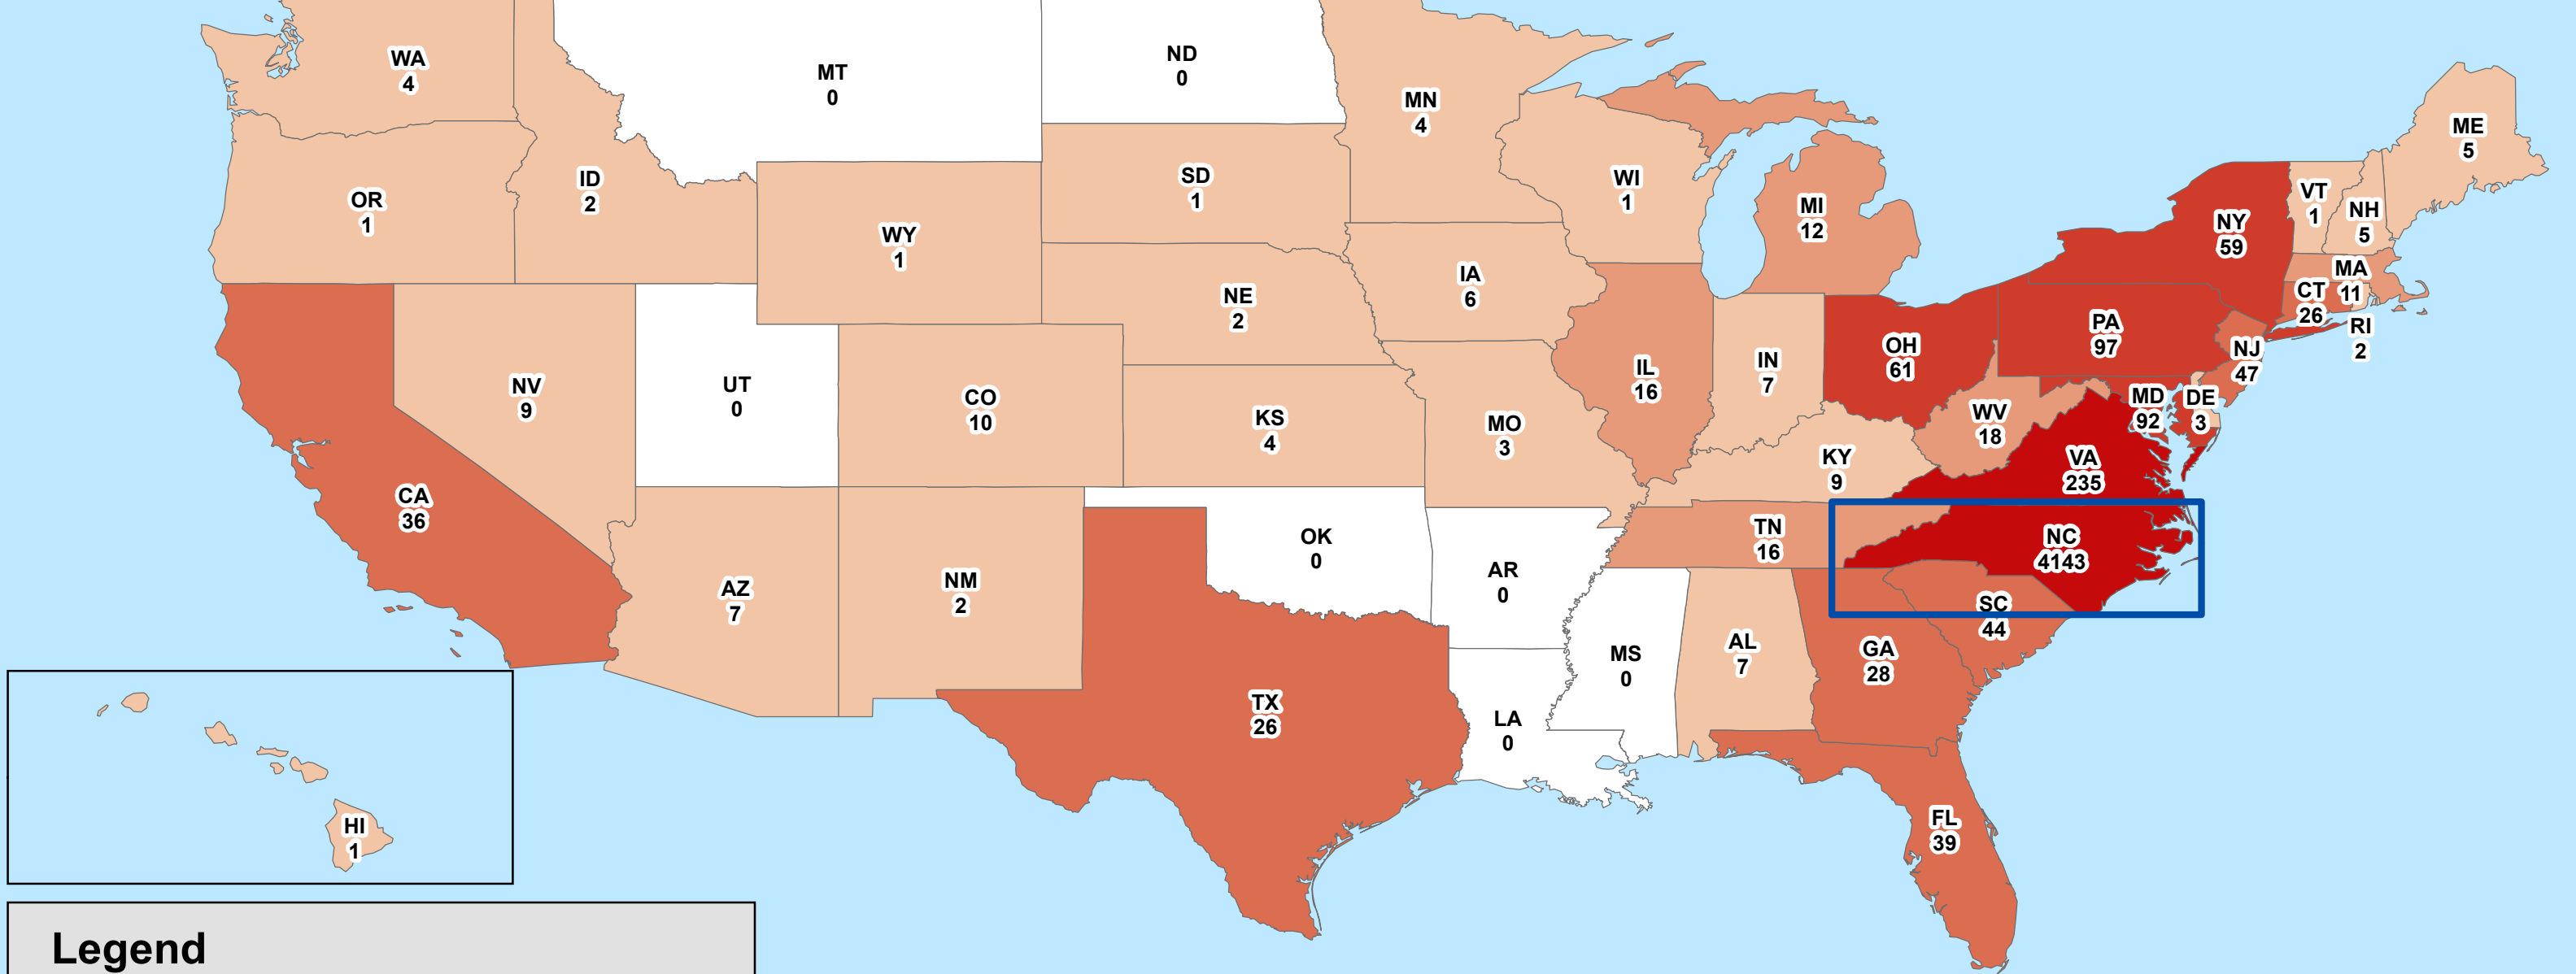 WA
4
MT
0
ND
0
MN
4
ME
5
OR
1
ID
2
WY
1
SD
1
WI
1
MI
12
NY
59
VT
1
NH
5
MA
11
CT
26
RI
2
NE
2
IA
6
NV
9
UT
0
CO
10
KS
4
MO
3
IL
16
IN
7
OH
61
PA
97
NJ
47
WV
18
MD
92
DE
3
KY
9
VA
235
CA
36
AZ
7
NM
2
OK
0
AR
0
TN
16
NC
4143
SC
44
TX
26
LA
0
MS
0
AL
7
GA
28
FL
39
HI
1
Legend